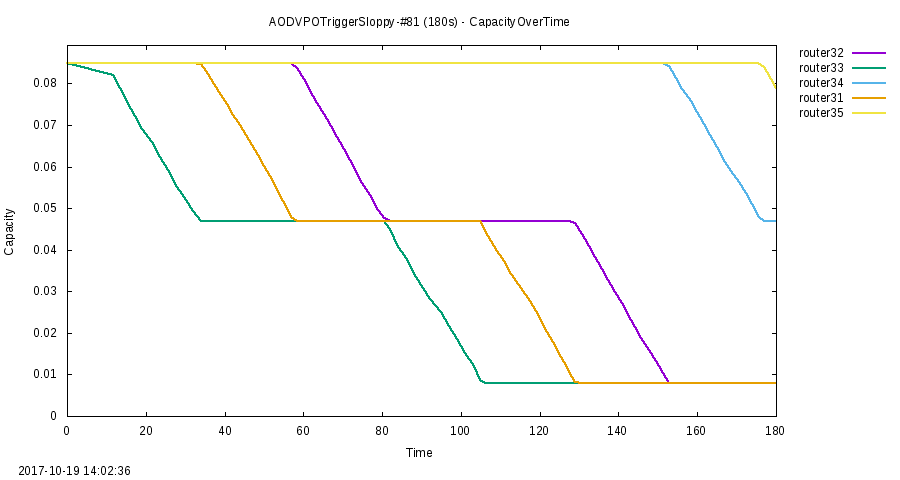 AODVPOTriggerSloppy-#81 (180s) - CapacityOverTime
router32
router33
router34
router31
router35
0.08
0.07
0.06
0.05
0.04
0.03
0.02
0.01
0
Capacity
0 20 40 60 80 100 120 140 160 180
Time
2017-10-19 14:02:36